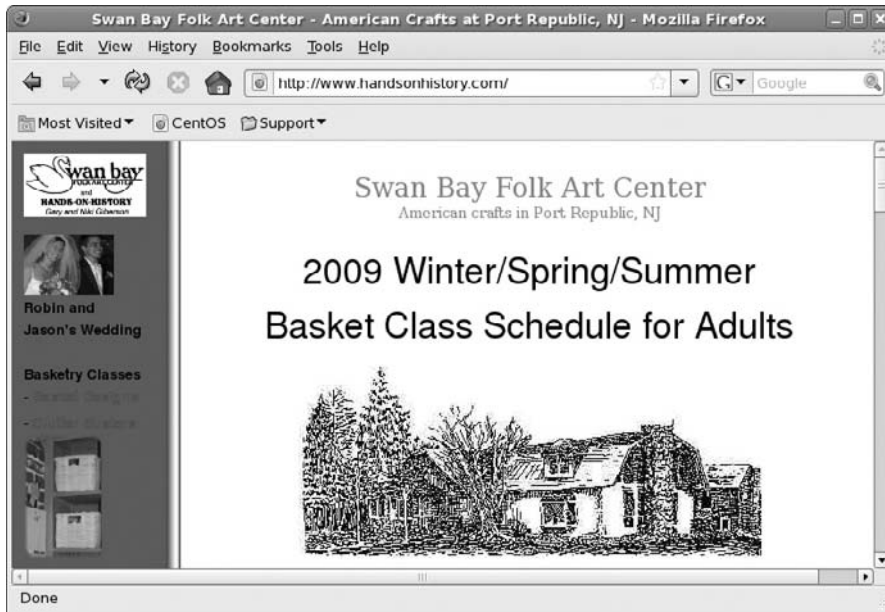 Swan Bay Folk Art Center - American Crafts at Port Republic, NJ - Mozilla Firefox
File Edit View History Bookmarks Tools Help
http://www.handsonhistory.com/
G Google
Most Visited CentOS Support
Swan bay
FOLK ART CENTER
and
HANDS-ON-HISTORY
Gary and Niki Giberson
Robin and
Jason's Wedding
Basketry Classes
Swan Bay Folk Art Center
American crafts in Port Republic, NJ
2009 Winter/Spring/Summer
Basket Class Schedule for Adults
Done